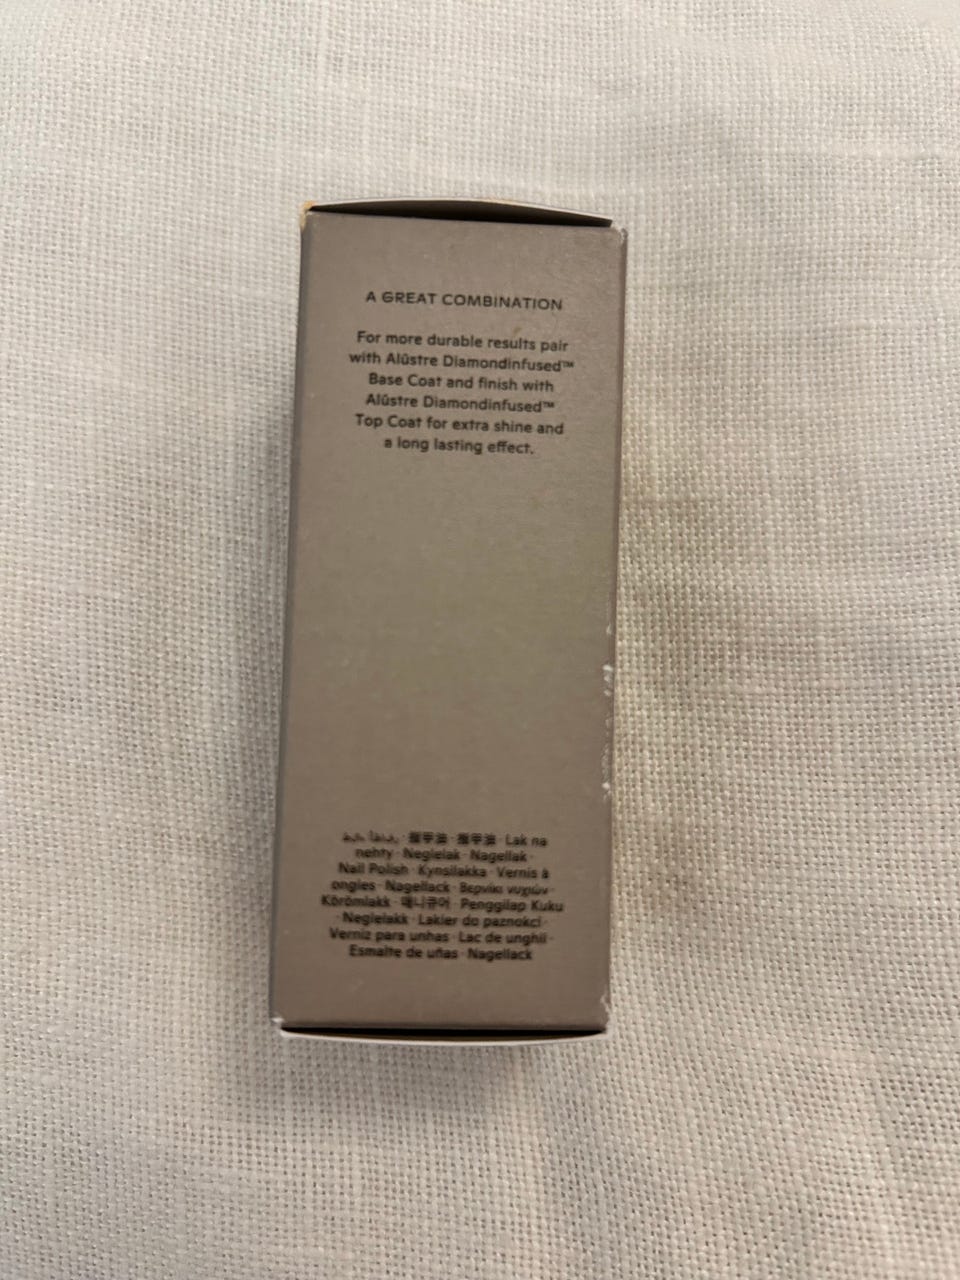 A GREAT COMBINATION
For more durable results pair
with Alûstre Diamondinfused™
Base Coat and finish with
Alûstre Diamondinfused™
Top Coat for extra shine and
a long lasting effect.
指甲油 · 指甲油 · Lak na
nehty · Neglelak · Nagellak ·
Nail Polish · Kynsilakka · Vernis à
ongles · Nagellack · Βερνίκι νυχιών ·
Körömlakk · 매니큐어 · Penggilap Kuku
· Neglelakk · Lakier do paznokci ·
Verniz para unhas · Lac de unghii ·
Esmalte de uñas · Nagellack